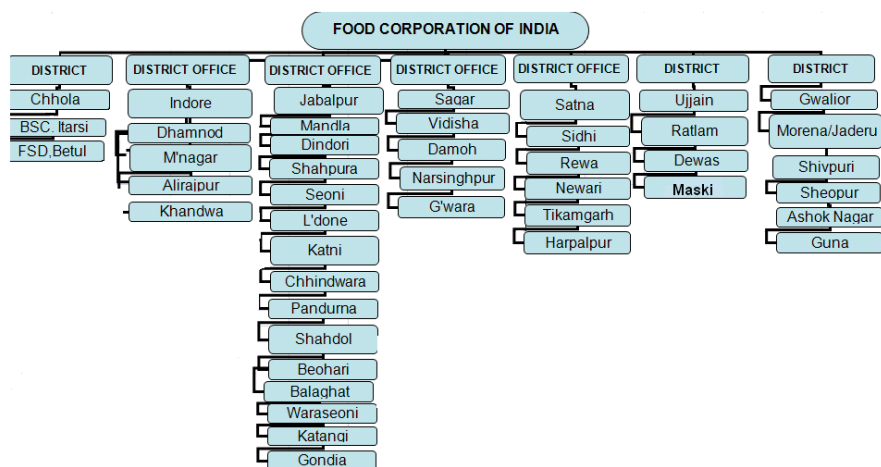 FOOD CORPORATION OF INDIA
DISTRICT
Chhola
BSC. Itarsi
FSD,Betul
DISTRICT OFFICE
Indore
Dhamnod
M'nagar
Alirajpur
Khandwa
DISTRICT OFFICE
Jabalpur
Mandla
Dindori
Shahpura
Seoni
L'done
Katni
Chhindwara
Pandurna
Shahdol
Beohari
Balaghat
Waraseoni
Katangi
Gondia
DISTRICT OFFICE
Sagar
Vidisha
Damoh
Narsinghpur
G'wara
DISTRICT OFFICE
Satna
Sidhi
Rewa
Newari
Tikamgarh
Harpalpur
DISTRICT
Ujjain
Ratlam
Dewas
Maski
DISTRICT
Gwalior
Morena/Jaderu
Shivpuri
Sheopur
Ashok Nagar
Guna